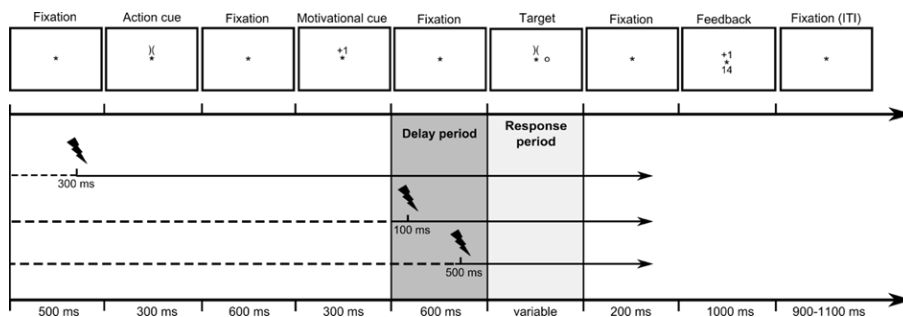 Fixation Action cue Fixation Motivational cue Fixation Target Fixation Feedback Fixation (ITI)
)( +1 )( +1
* * * * * * o * * *
14
Delay period Response period
300 ms
100 ms
500 ms
500 ms 300 ms 600 ms 300 ms 600 ms variable 200 ms 1000 ms 900-1100 ms